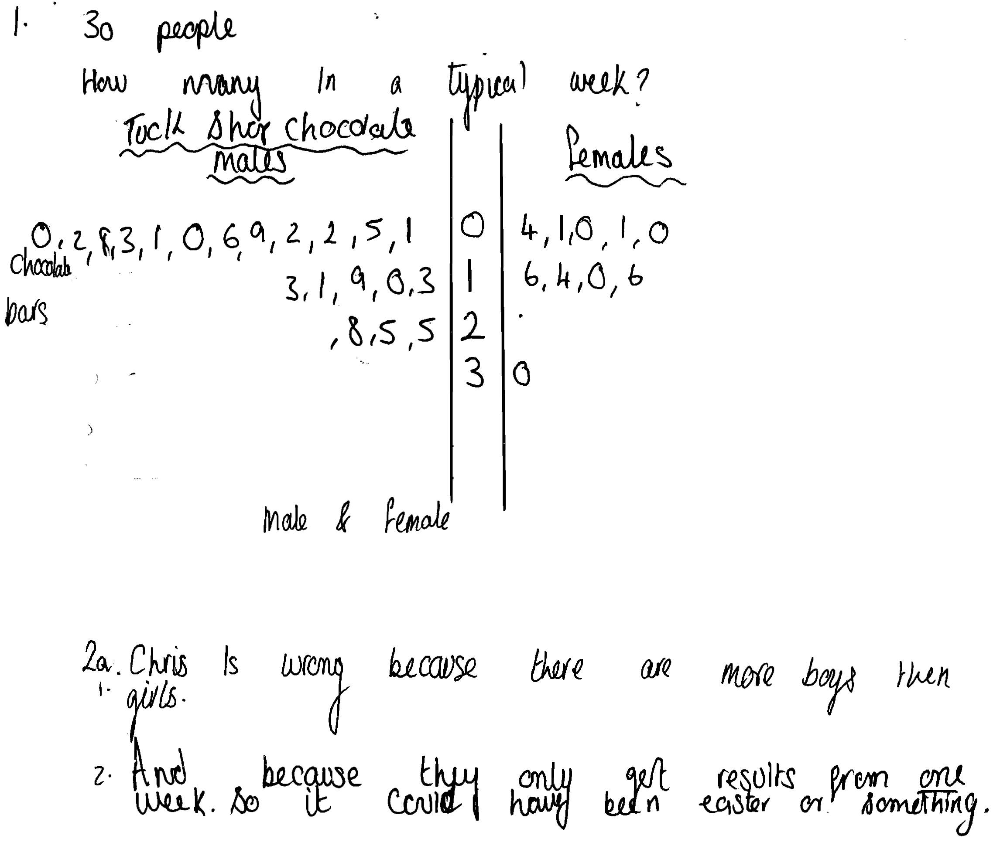 1. 30 people
How many in a typical week?
Tuck Shop Chocolate
Males Females
0, 2, 8, 3, 1, 0, 6, 9, 2, 2, 5, 1 | 0 | 4, 1, 0, 1, 0
Chocolate
3, 1, 9, 0, 3 | 1 | 6, 4, 0, 6
bars
, 8, 5, 5 | 2 |
3 | 0
Male & Female
2a. Chris is wrong because there are more boys then
1. girls.
2. And because they only get results from one
week. So it could have been easter or something.